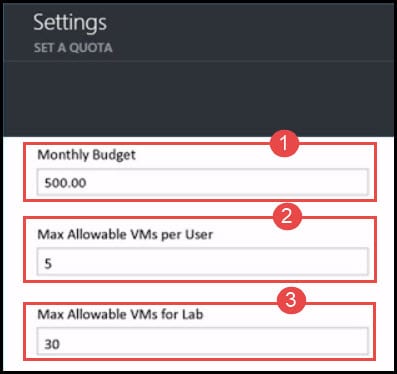 Settings
SET A QUOTA
1
Monthly Budget
500.00
2
Max Allowable VMs per User
5
3
Max Allowable VMs for Lab
30